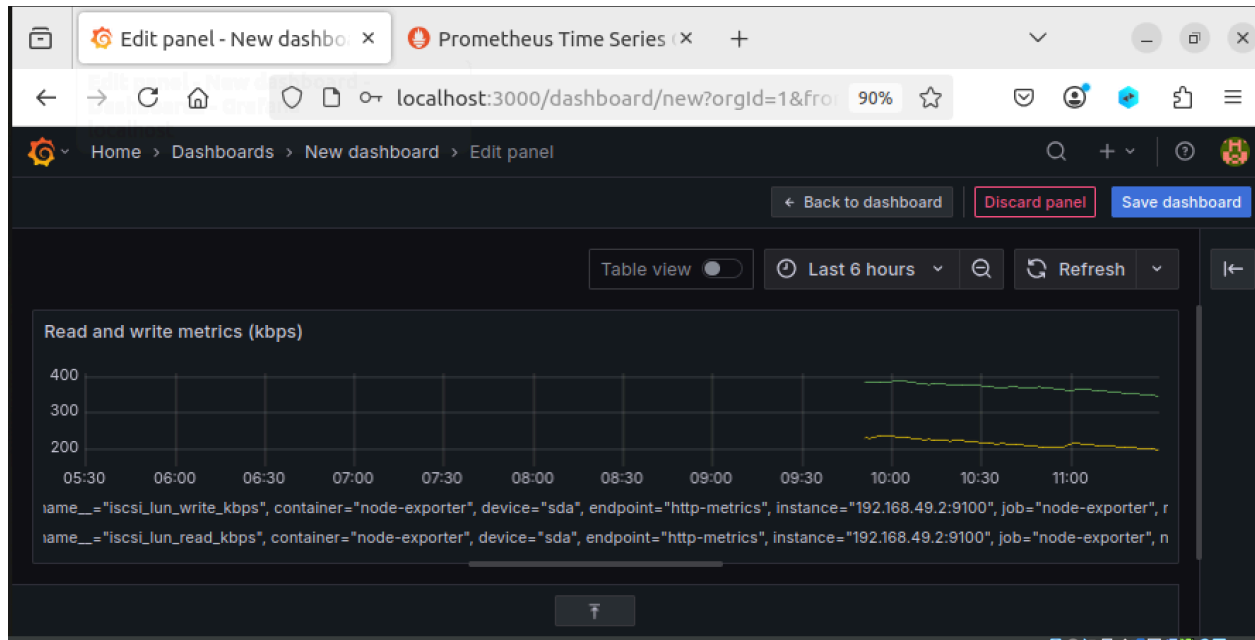 Edit panel - New dashbo
Prometheus Time Series
localhost:3000/dashboard/new?orgId=1&fro
90%
Home › Dashboards › New dashboard › Edit panel
← Back to dashboard
Discard panel
Save dashboard
Table view
Last 6 hours
Refresh
Read and write metrics (kbps)
400
300
200
05:30 06:00 06:30 07:00 07:30 08:00 08:30 09:00 09:30 10:00 10:30 11:00
ame__="iscsi_lun_write_kbps", container="node-exporter", device="sda", endpoint="http-metrics", instance="192.168.49.2:9100", job="node-exporter", r
ame__="iscsi_lun_read_kbps", container="node-exporter", device="sda", endpoint="http-metrics", instance="192.168.49.2:9100", job="node-exporter", n